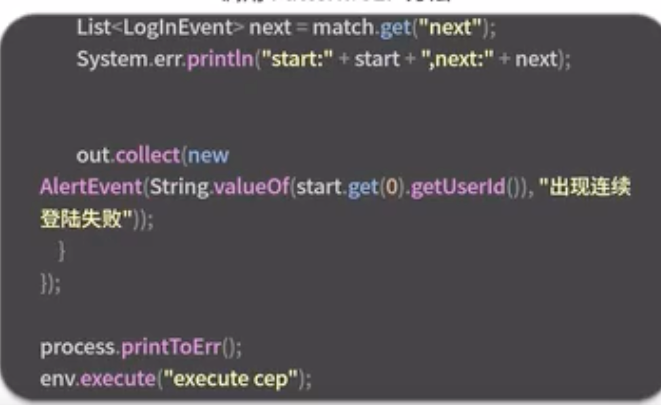 List<LogInEvent> next = match.get("next");
System.err.println("start:" + start + ",next:" + next);
out.collect(new
AlertEvent(String.valueOf(start.get(0).getUserId()), "出现连续
登陆失败"));
}
});
process.printToErr();
env.execute("execute cep");